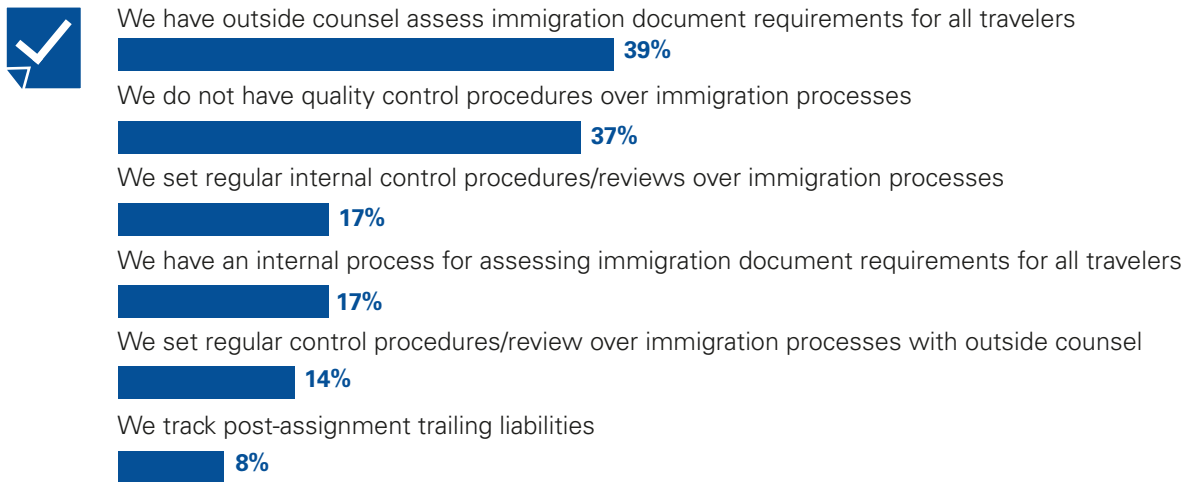 We have outside counsel assess immigration document requirements for all travelers
39%
We do not have quality control procedures over immigration processes
37%
We set regular internal control procedures/reviews over immigration processes
17%
We have an internal process for assessing immigration document requirements for all travelers
17%
We set regular control procedures/review over immigration processes with outside counsel
14%
We track post-assignment trailing liabilities
8%